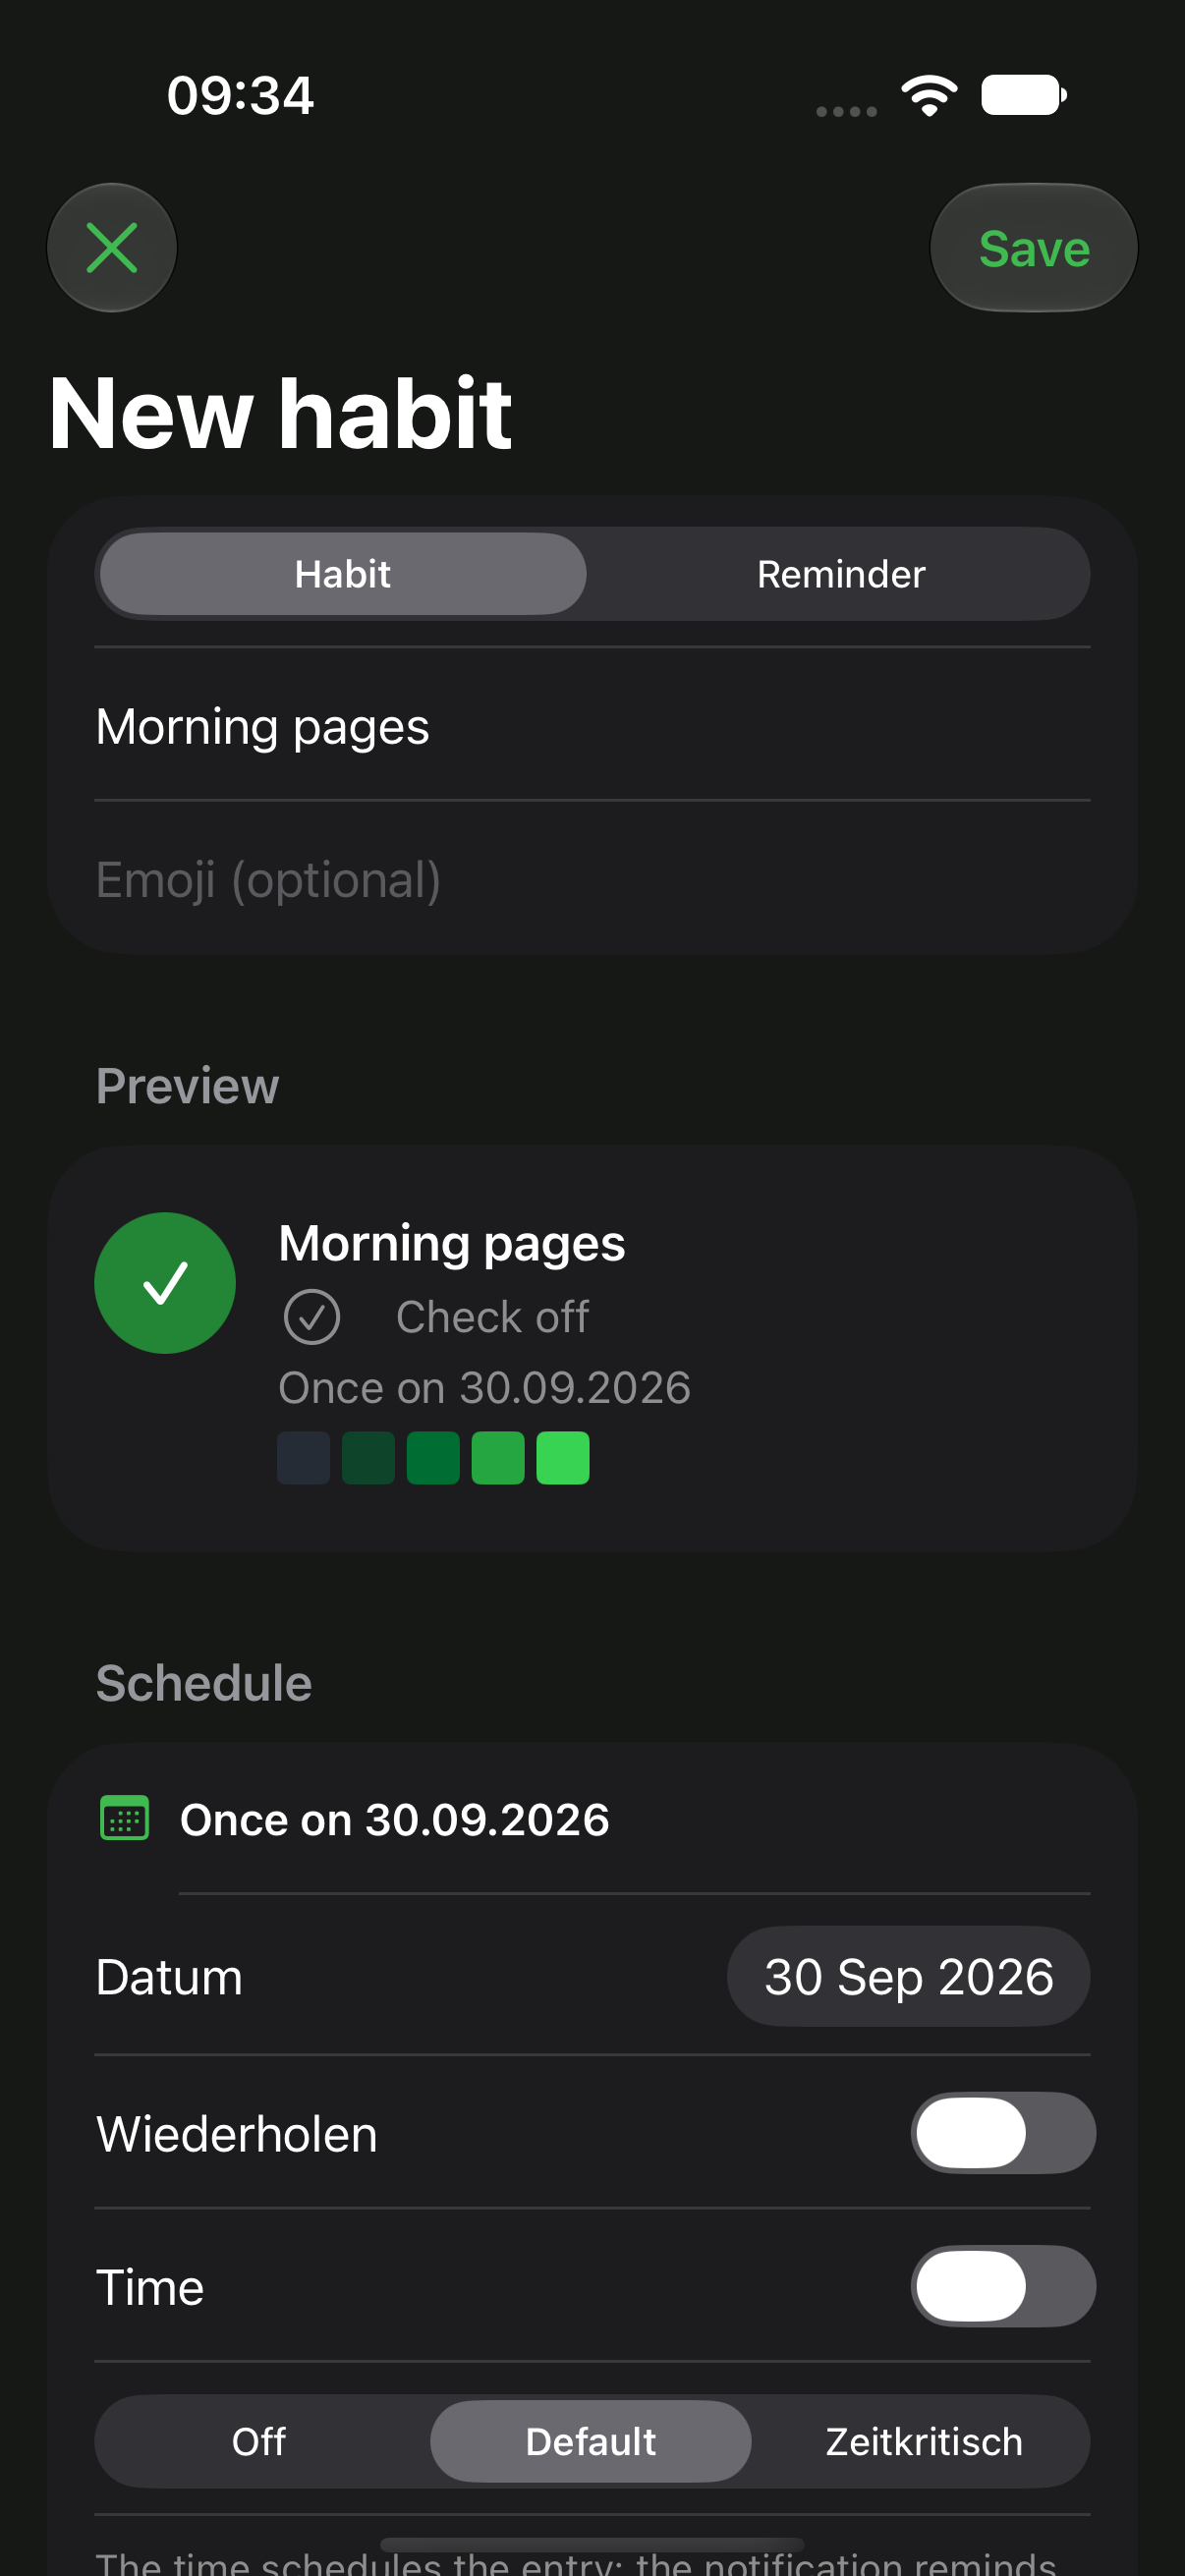 09:34
Save
New habit
Habit
Reminder
Morning pages
Emoji (optional)
Preview
Morning pages
Check off
Once on 30.09.2026
Schedule
Once on 30.09.2026
Datum
30 Sep 2026
Wiederholen
Time
Off
Default
Zeitkritisch
The time schedules the entry; the notification reminds